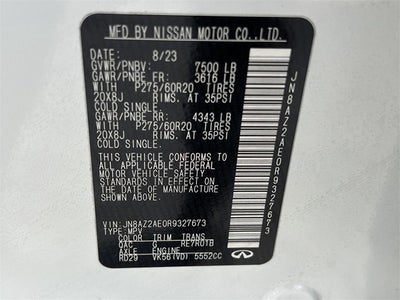 MFD BY NISSAN MOTOR CO.,LTD.
DATE: 8/23
GVWR/PNBV: 7500 LB
GAWR/PNBE FR: 3616 LB
WITH P275/60R20 TIRES
20X8J RIMS. AT 35PSI
COLD SINGLE.
GAWR/PNBE RR: 4343 LB
WITH P275/60R20 TIRES
20X8J RIMS. AT 35PSI
COLD SINGLE.
THIS VEHICLE CONFORMS TO
ALL APPLICABLE FEDERAL
MOTOR VEHICLE SAFETY
STANDARDS IN EFFECT ON
THE DATE OF MANUFACTURE
SHOWN ABOVE.
VIN:JN8AZ2AE0R9327673
TYPE:MPV
COLOR TRIM TRANS
QAC G RE7R01B
AXLE ENGINE
RD29 VK56(VD) 5552CC
JN8AZ2AE0R9327673
INFINITI